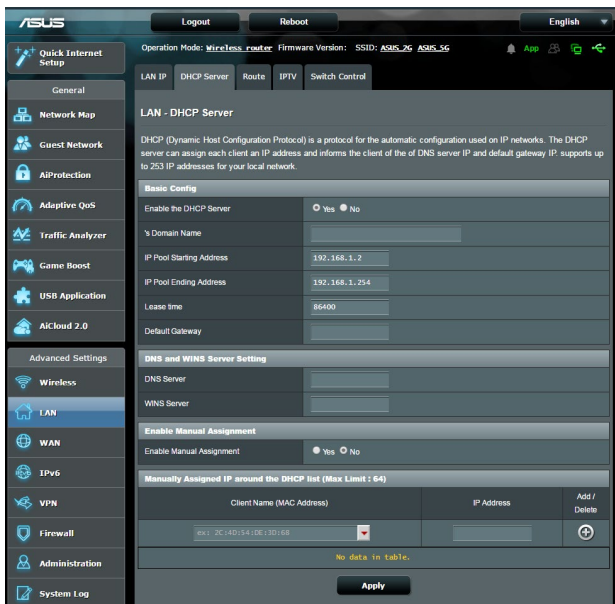 ASUS
Logout
Reboot
English
Quick Internet Setup
Operation Mode: Wireless router Firmware Version: SSID: ASUS_2G ASUS_5G
App
LAN IP
DHCP Server
Route
IPTV
Switch Control
General
Network Map
Guest Network
AiProtection
Adaptive QoS
Traffic Analyzer
Game Boost
USB Application
AiCloud 2.0
Advanced Settings
Wireless
LAN
WAN
IPv6
VPN
Firewall
Administration
System Log
LAN - DHCP Server
DHCP (Dynamic Host Configuration Protocol) is a protocol for the automatic configuration used on IP networks. The DHCP
server can assign each client an IP address and informs the client of the of DNS server IP and default gateway IP. supports up
to 253 IP addresses for your local network.
Basic Config
Enable the DHCP Server Yes No
's Domain Name
IP Pool Starting Address 192.168.1.2
IP Pool Ending Address 192.168.1.254
Lease time 86400
Default Gateway
DNS and WINS Server Setting
DNS Server
WINS Server
Enable Manual Assignment
Enable Manual Assignment Yes No
Manually Assigned IP around the DHCP list (Max Limit : 64)
Client Name (MAC Address) IP Address Add / Delete
ex: 2C:4D:54:DE:3D:68
No data in table.
Apply